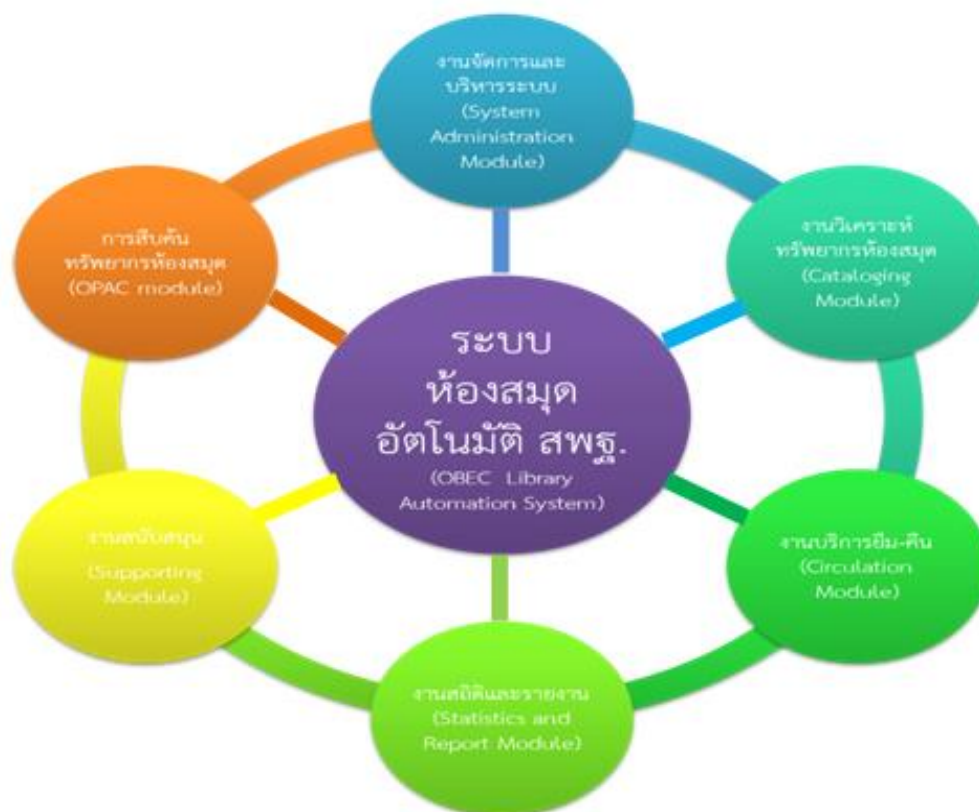 งานจัดการและ
บริหารระบบ
(System
Administration
Module)
งานวิเคราะห์
ทรัพยากรห้องสมุด
(Cataloging
Module)
งานบริการยืม-คืน
(Circulation
Module)
งานสถิติและรายงาน
(Statistics and
Report Module)
งานสนับสนุน
(Supporting
Module)
การสืบค้น
ทรัพยากรห้องสมุด
(OPAC module)
ระบบ
ห้องสมุด
อัตโนมัติ สพฐ.
(OBEC Library
Automation System)